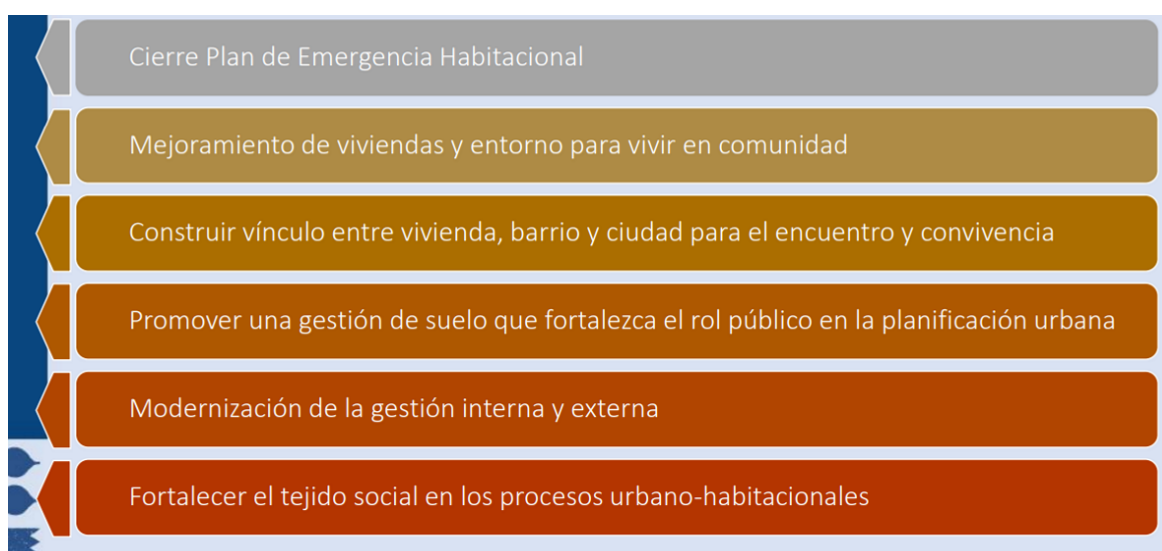 Cierre Plan de Emergencia Habitacional
Mejoramiento de viviendas y entorno para vivir en comunidad
Construir vínculo entre vivienda, barrio y ciudad para el encuentro y convivencia
Promover una gestión de suelo que fortalezca el rol público en la planificación urbana
Modernización de la gestión interna y externa
Fortalecer el tejido social en los procesos urbano-habitacionales